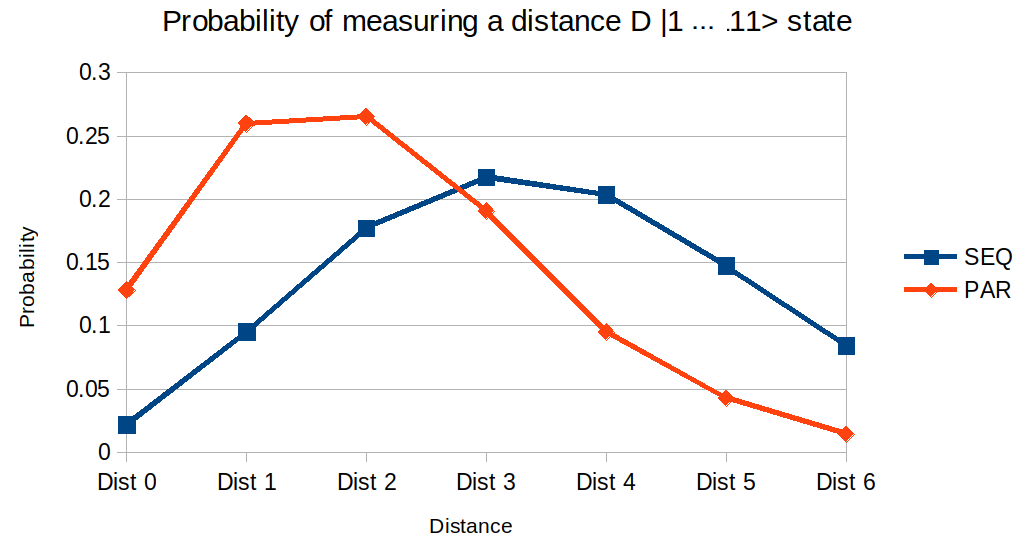 Probability of measuring a distance D |1 ... .11> state
0.3
0.25
0.2
0.15
0.1
0.05
0
Probability
Dist 0 Dist 1 Dist 2 Dist 3 Dist 4 Dist 5 Dist 6
Distance
SEQ
PAR